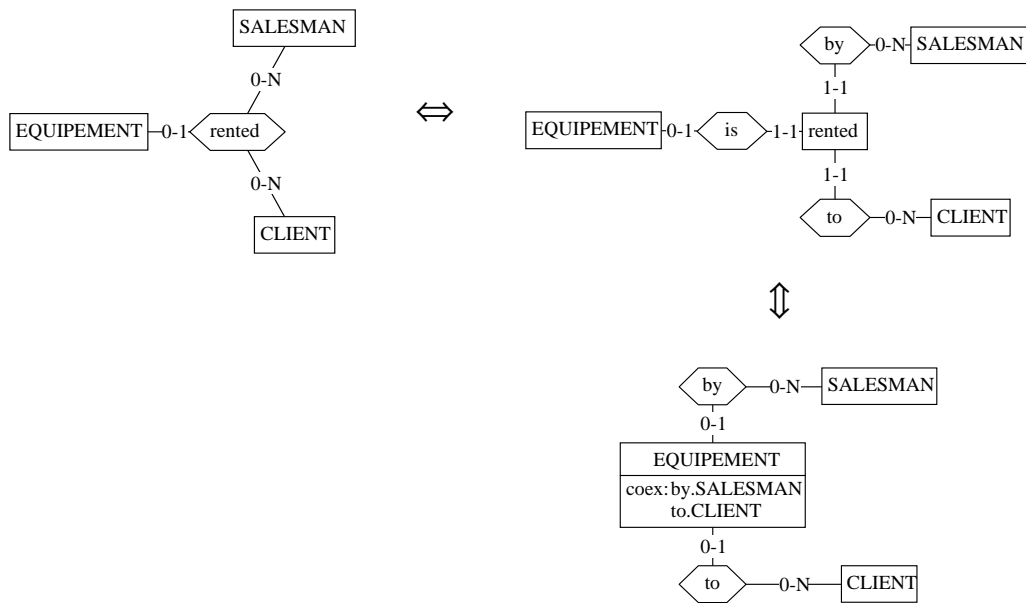 SALESMAN
0-N
EQUIPEMENT 0-1 rented
0-N
CLIENT
⇔
by 0-N SALESMAN
1-1
EQUIPEMENT 0-1 is 1-1 rented
1-1
to 0-N CLIENT
⇕
by 0-N SALESMAN
0-1
EQUIPEMENT
coex: by.SALESMAN
to.CLIENT
0-1
to 0-N CLIENT